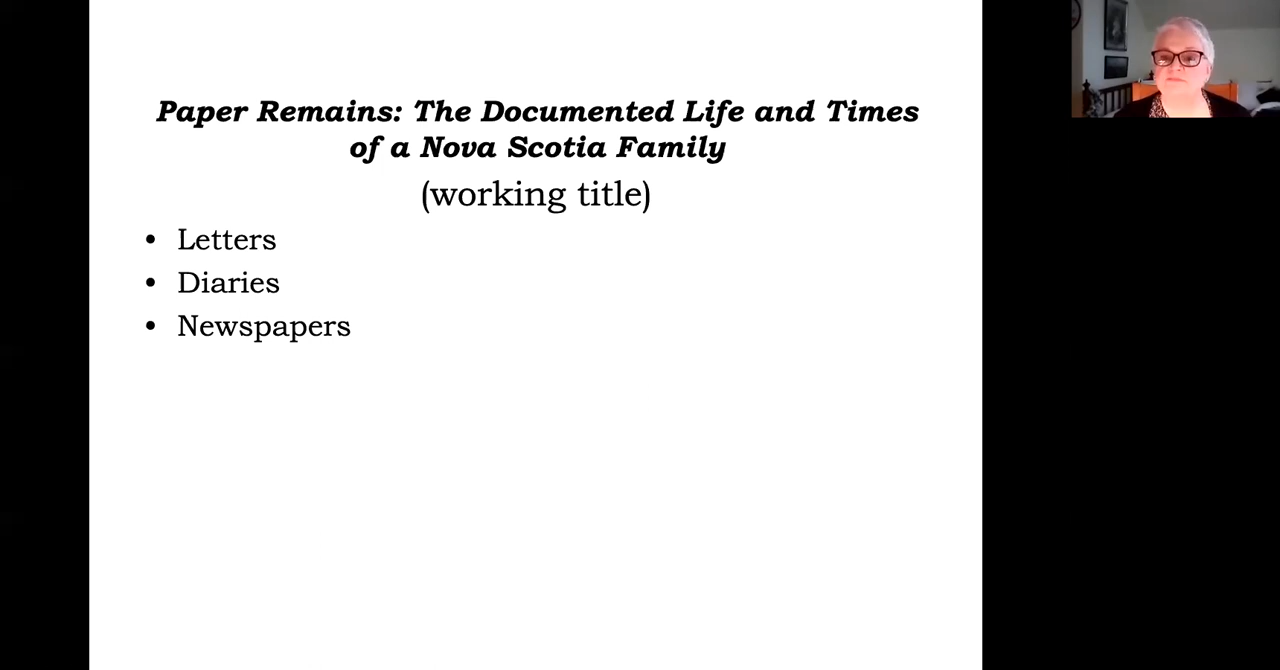 Paper Remains: The Documented Life and Times
of a Nova Scotia Family
(working title)
• Letters
• Diaries
• Newspapers